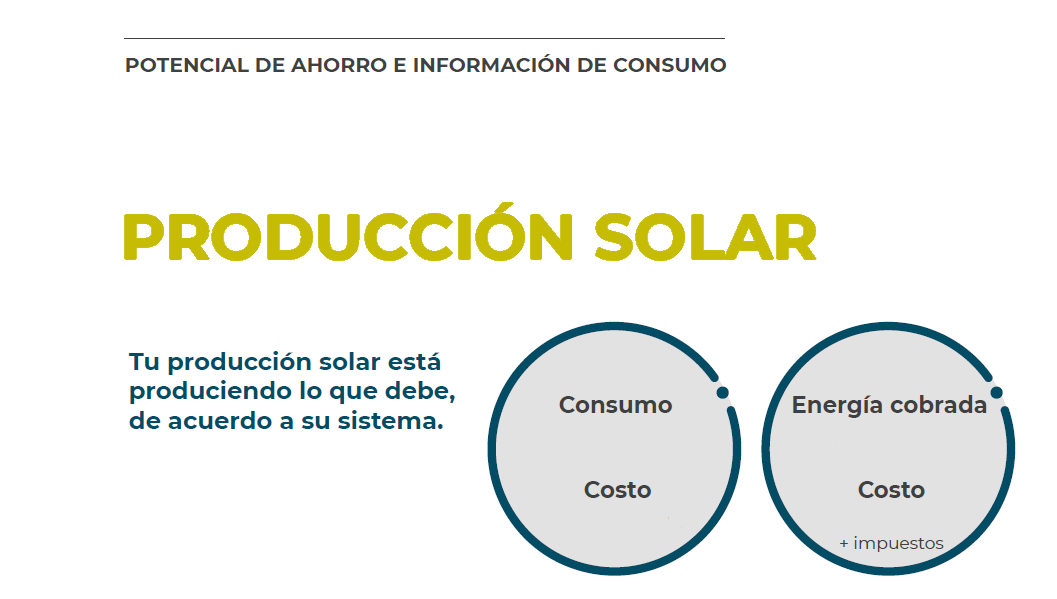 POTENCIAL DE AHORRO E INFORMACIÓN DE CONSUMO
PRODUCCIÓN SOLAR
Tu producción solar está
produciendo lo que debe,
de acuerdo a su sistema.
Consumo
Costo
Energía cobrada
Costo
+ impuestos